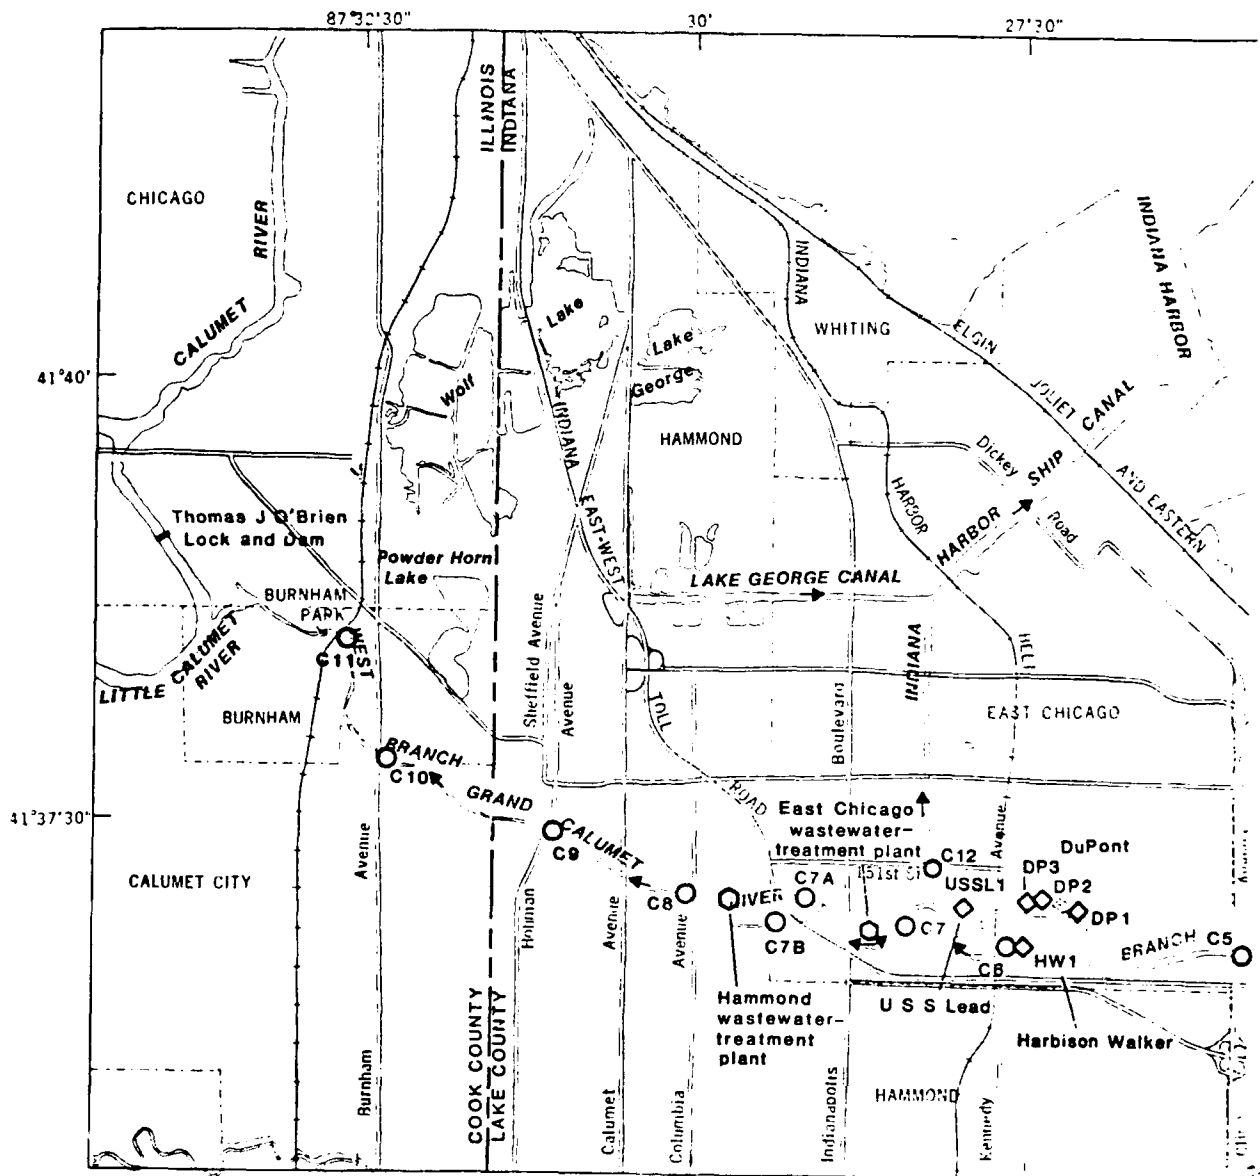 87°32'30"
30'
27'30"
ILLINOIS
INDIANA
CHICAGO
CALUMET
RIVER
INDIANA HARBOR
INDIANA
WHITING
ELGIN
JOLIET
AND EASTERN
Lake
Lake
George
Wolf
41°40'
HAMMOND
INDIANA
EAST-WEST
TOLL
ROAD
HARBOR
BELT
Dickey
Road
HARBOR
SHIP
CANAL
Thomas J O'Brien
Lock and Dam
Powder Horn
Lake
LAKE GEORGE CANAL
BURNHAM
PARK
C11
WEST
LITTLE CALUMET
RIVER
INDIANA
Sheffield Avenue
Avenue
Boulevard
BURNHAM
EAST CHICAGO
BRANCH
C10
GRAND
CALUMET
RIVER
41°37'30"
C9
East Chicago
wastewater-
treatment plant
151st St
Avenue
C12
DuPont
DP3
DP2
DP1
USSL1
CALUMET CITY
C8
C7A
C7B
C7
C6
HW1
BRANCH
C5
U S S Lead
Harbison Walker
Hammond
wastewater-
treatment
plant
Avenue
Burnham
COOK COUNTY
LAKE COUNTY
Hohman
Avenue
Calumet
Avenue
Columbia
Indianapolis
HAMMOND
Kennedy